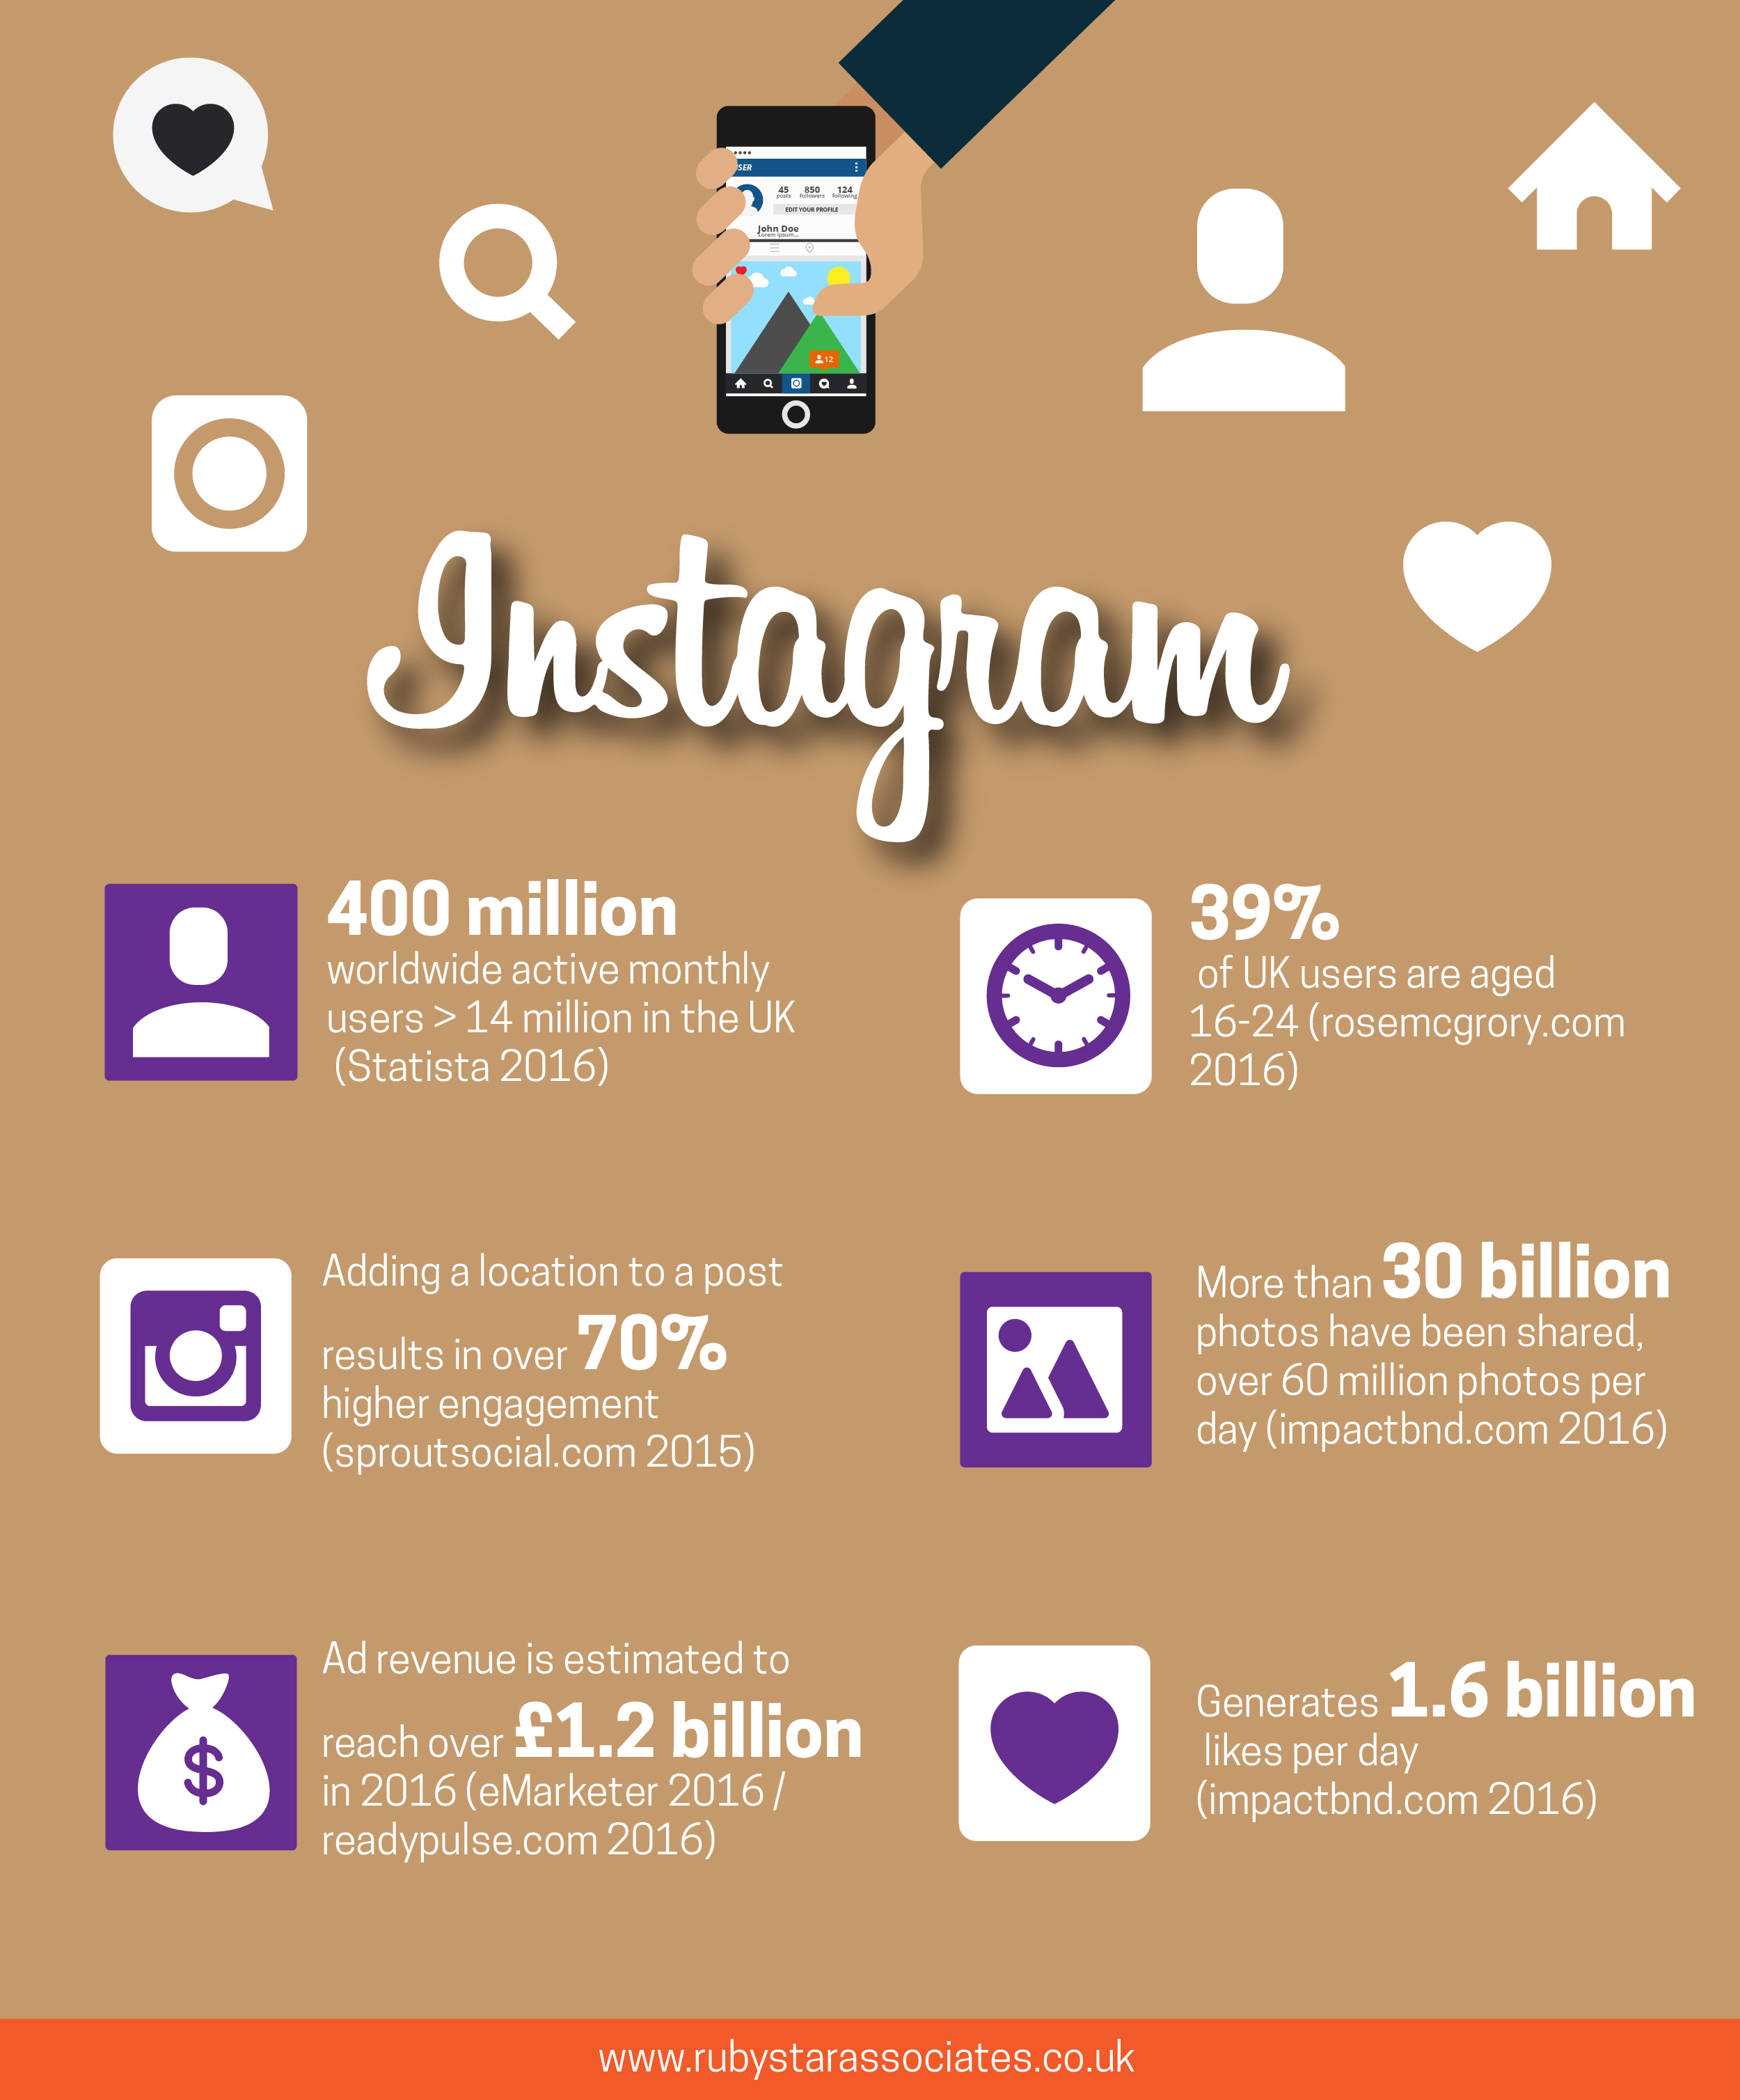 SER
45 850 124
posts followers following
EDIT YOUR PROFILE
John Doe
Lorem ipsum...
12
Instagram
400 million
worldwide active monthly
users > 14 million in the UK
(Statista 2016)
39%
of UK users are aged
16-24 (rosemcgrory.com
2016)
Adding a location to a post
results in over 70%
higher engagement
(sproutsocial.com 2015)
More than 30 billion
photos have been shared,
over 60 million photos per
day (impactbnd.com 2016)
Ad revenue is estimated to
reach over £1.2 billion
in 2016 (eMarketer 2016 /
readypulse.com 2016)
$
Generates 1.6 billion
likes per day
(impactbnd.com 2016)
www.rubystarassociates.co.uk